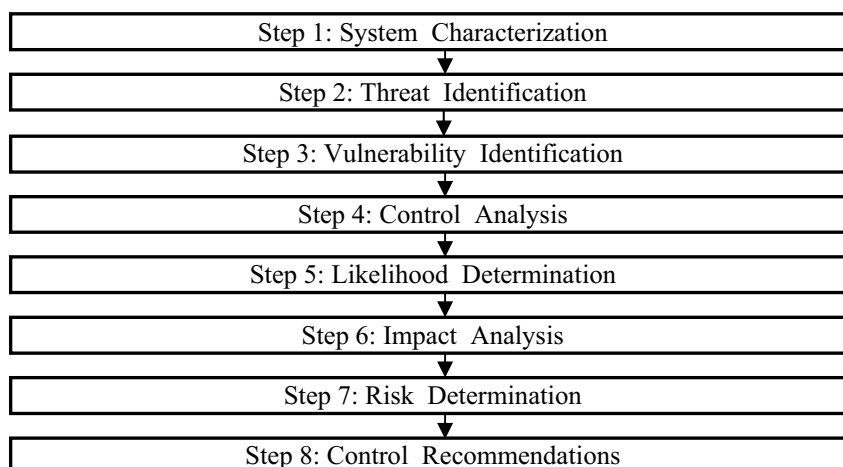 Step 1: System Characterization
Step 2: Threat Identification
Step 3: Vulnerability Identification
Step 4: Control Analysis
Step 5: Likelihood Determination
Step 6: Impact Analysis
Step 7: Risk Determination
Step 8: Control Recommendations